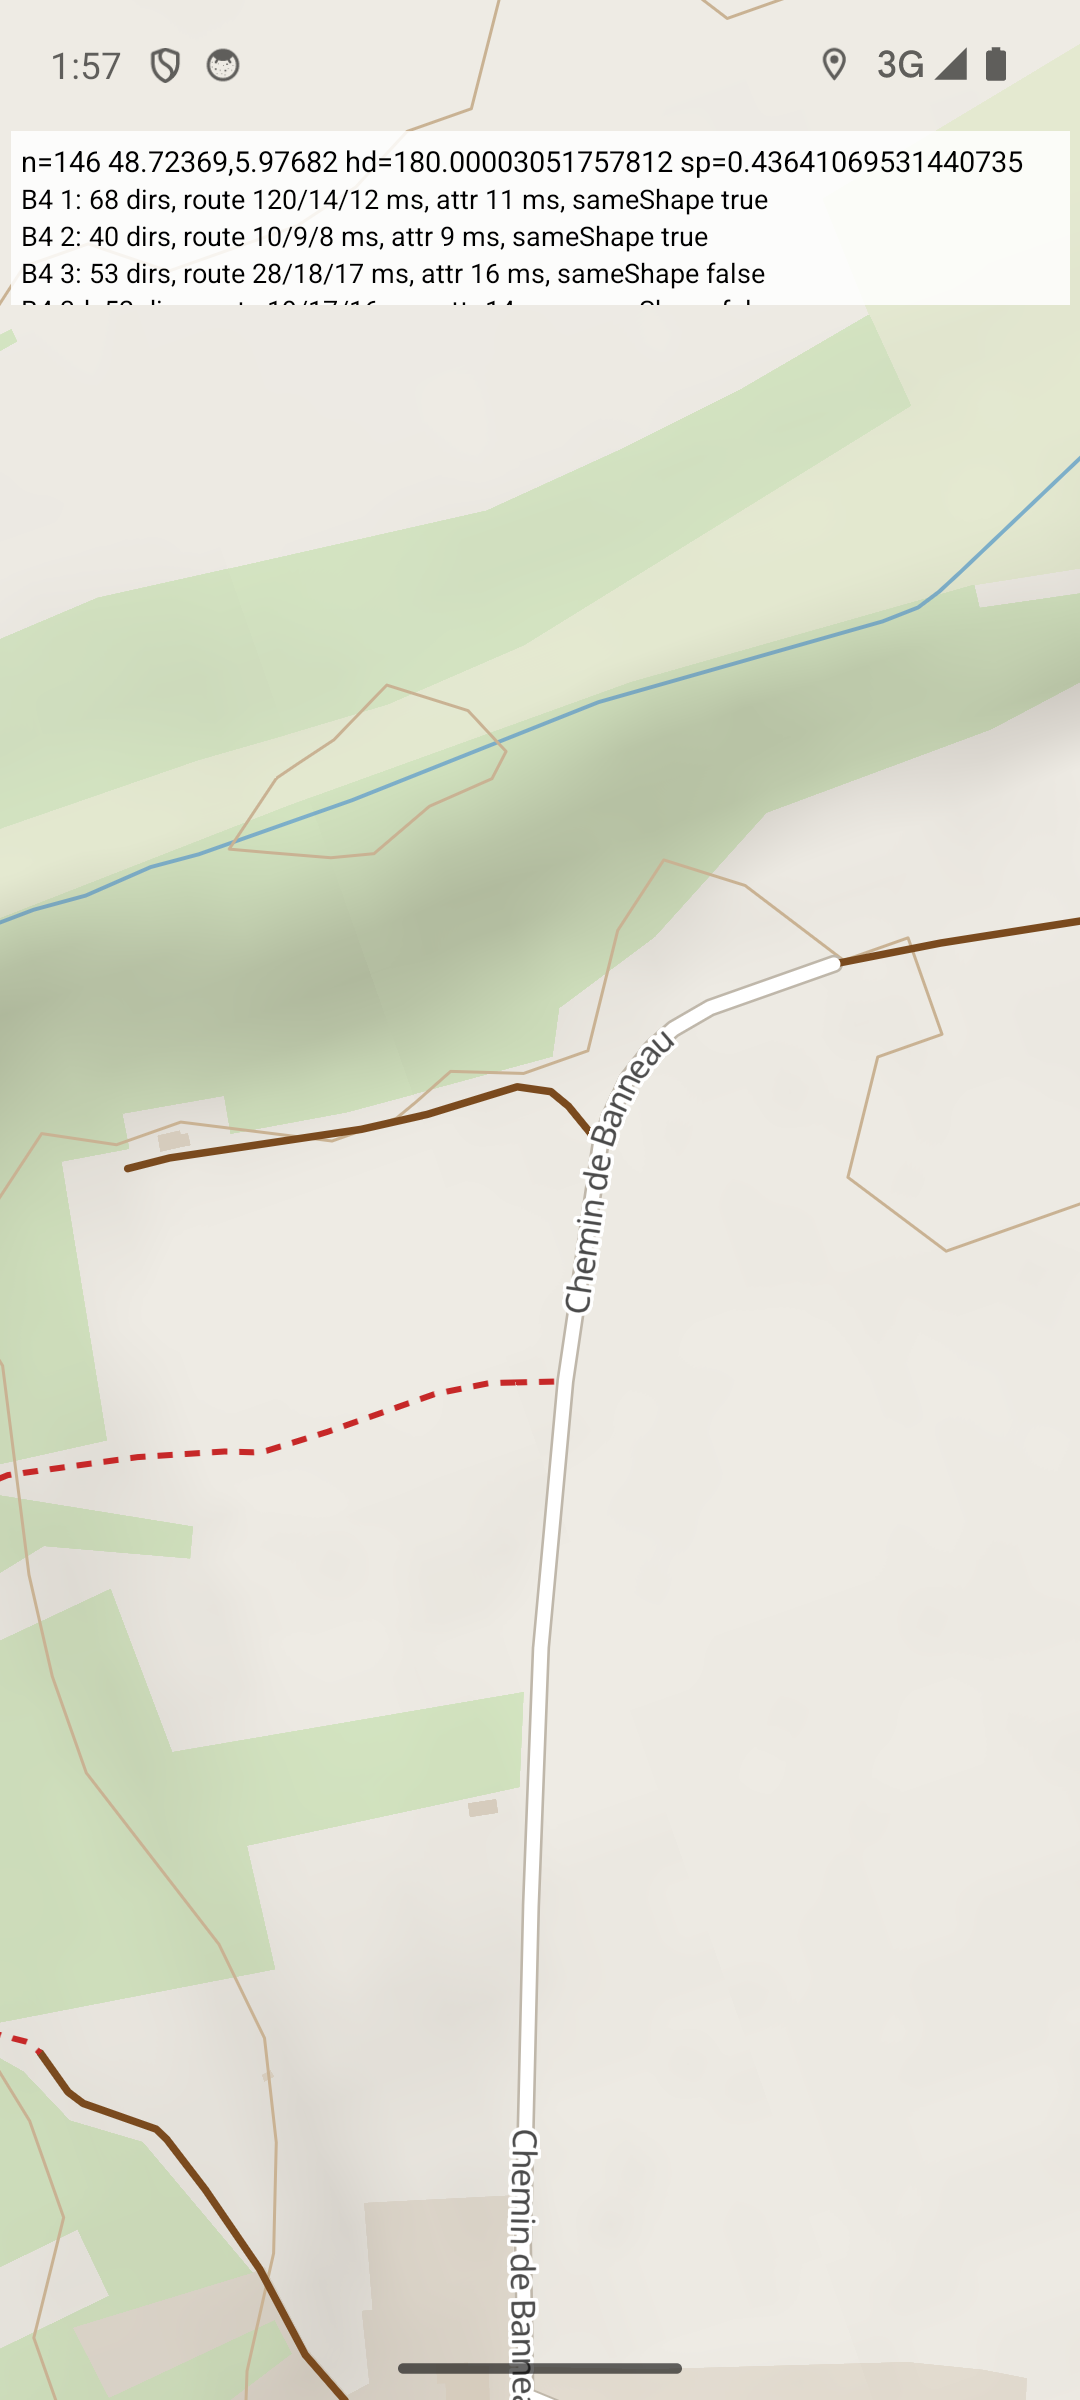 1:57
3G
n=146 48.72369,5.97682 hd=180.00003051757812 sp=0.43641069531440735
B4 1: 68 dirs, route 120/14/12 ms, attr 11 ms, sameShape true
B4 2: 40 dirs, route 10/9/8 ms, attr 9 ms, sameShape true
B4 3: 53 dirs, route 28/18/17 ms, attr 16 ms, sameShape false
Chemin de Banneau
Chemin de Bannea